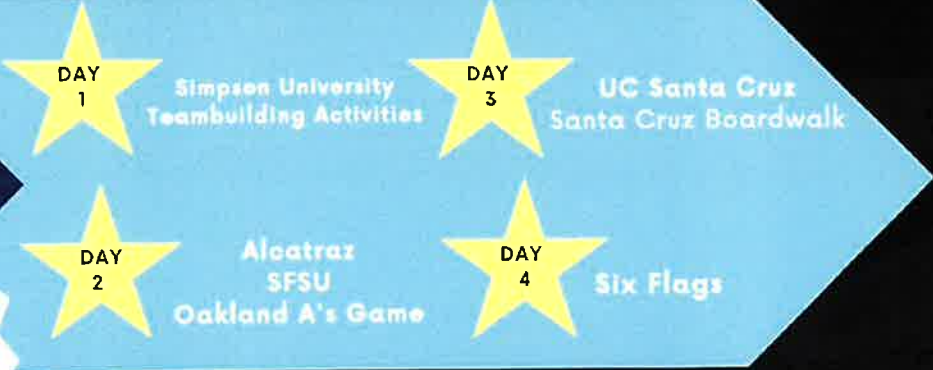 DAY
1
Simpson University
Teambuilding Activities
DAY
2
Alcatraz
SFSU
Oakland A's Game
DAY
3
UC Santa Cruz
Santa Cruz Boardwalk
DAY
4
Six Flags